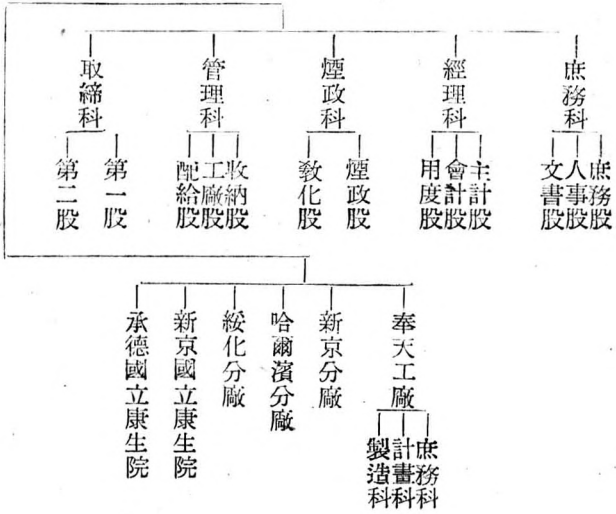 庶務科
庶務股
人事股
文書股
經理科
主計股
會計股
用度股
煙政科
煙政股
教化股
管理科
收納股
工廠股
配給股
取締科
第一股
第二股
奉天工廠
庶務科
計畫科
製造科
新京分廠
哈爾濱分廠
綏化分廠
新京國立康生院
承德國立康生院